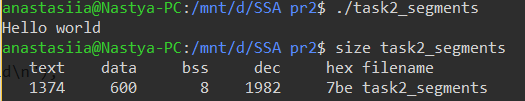 anastasiia@Nastya-PC:/mnt/d/SSA pr2$ ./task2_segments
Hello world
anastasiia@Nastya-PC:/mnt/d/SSA pr2$ size task2_segments
   text    data     bss     dec     hex filename
   1374     600       8    1982     7be task2_segments